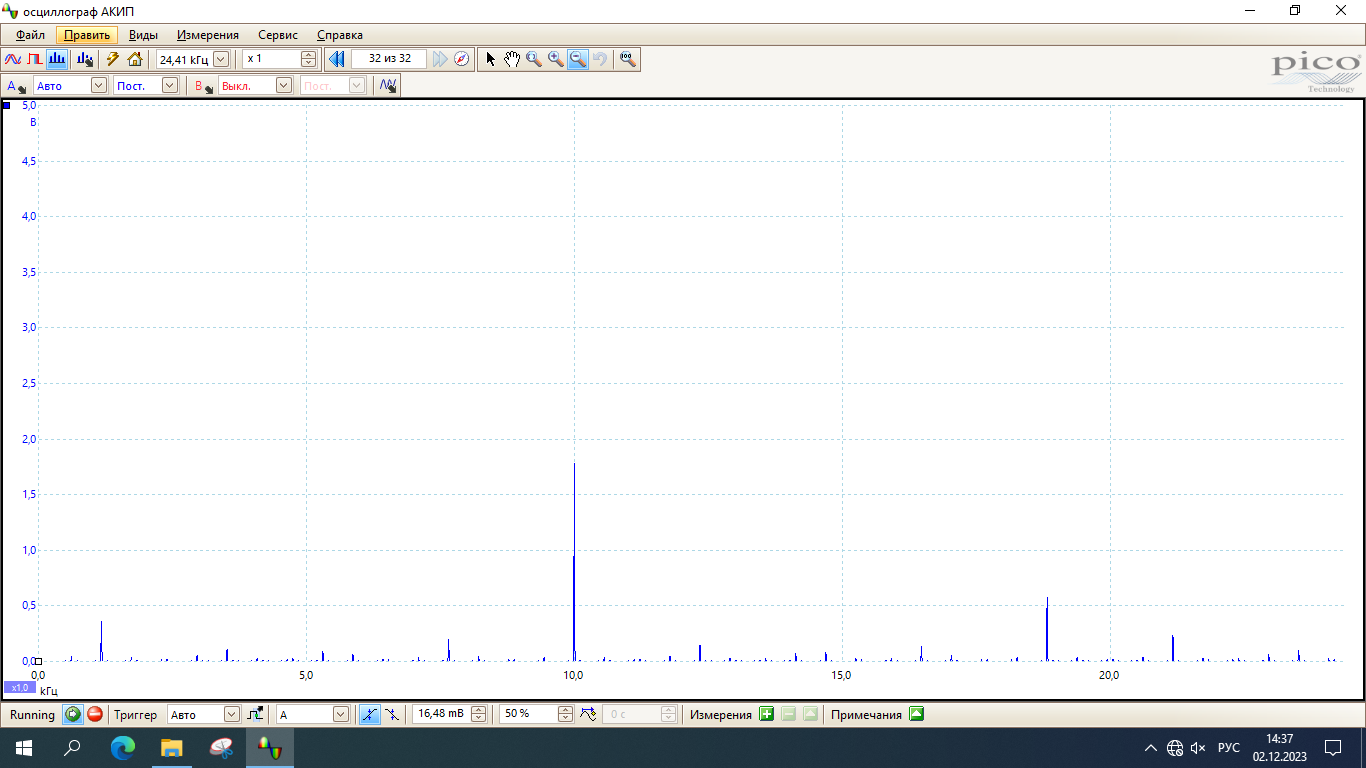 осциллограф АКИП
Файл Править Виды Измерения Сервис Справка
24,41 кГц x 1 32 из 32
pico
Technology
A Авто Пост. B Выкл. Пост.
5,0
В
4,5
4,0
3,5
3,0
2,5
2,0
1,5
1,0
0,5
0,0
0,0 5,0 10,0 15,0 20,0
x1,0 кГц
Running Триггер Авто A 16,48 mB 50 % 0 с Измерения Примечания
РУС 14:37
02.12.2023